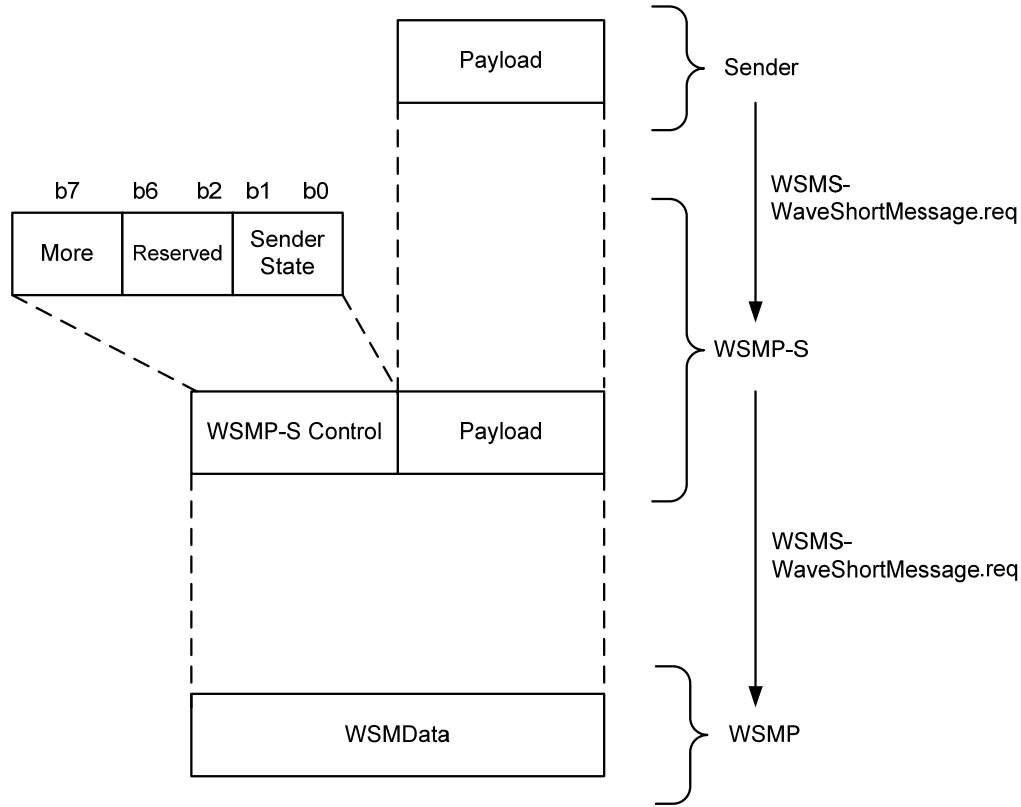 Payload
Sender
WSMS-
WaveShortMessage.req
b7 b6 b2 b1 b0
More
Reserved
Sender
State
WSMP-S
WSMP-S Control
Payload
WSMS-
WaveShortMessage.req
WSMData
WSMP